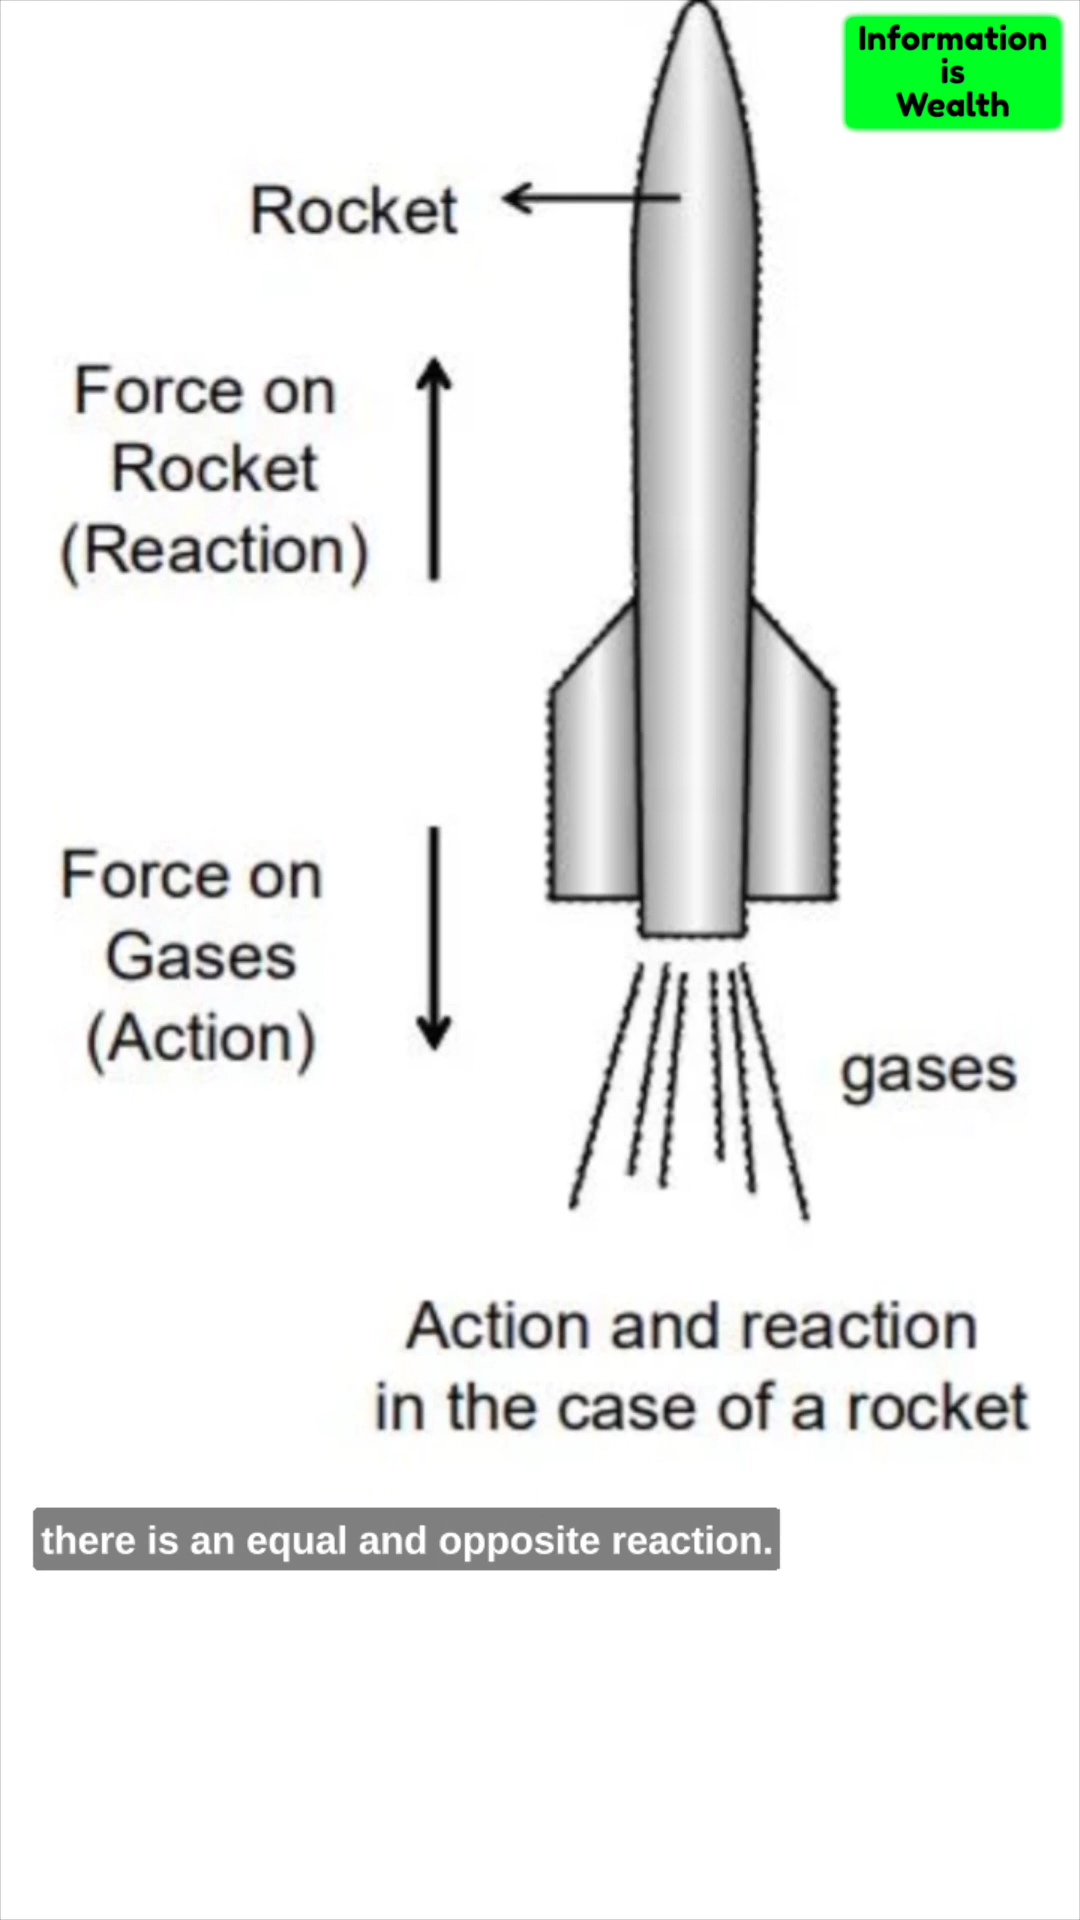 Information
is
Wealth
Rocket
Force on
Rocket
(Reaction)
Force on
Gases
(Action)
gases
Action and reaction
in the case of a rocket
there is an equal and opposite reaction.